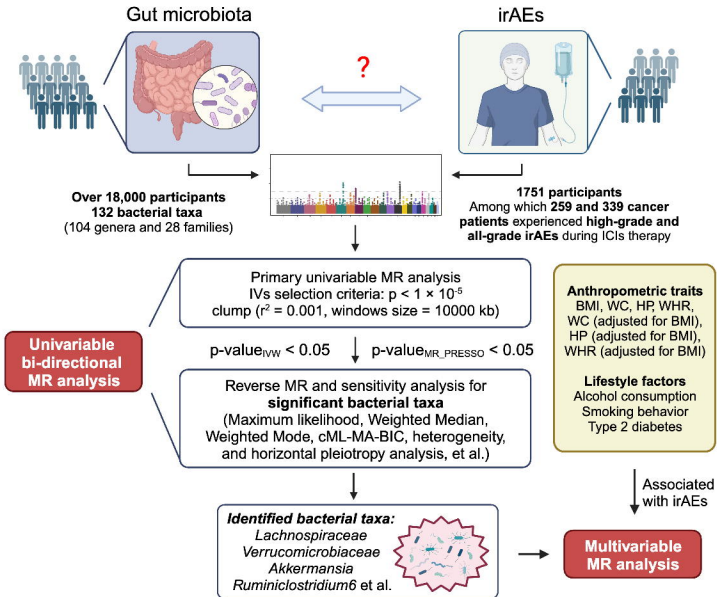 Gut microbiota
irAEs
?
Over 18,000 participants
132 bacterial taxa
(104 genera and 28 families)
1751 participants
Among which 259 and 339 cancer
patients experienced high-grade and
all-grade irAEs during ICIs therapy
Primary univariable MR analysis
IVs selection criteria: p < 1 × 10⁻⁵
clump (r² = 0.001, windows size = 10000 kb)
Univariable
bi-directional
MR analysis
p-valueIVW < 0.05
p-valueMR_PRESSO < 0.05
Reverse MR and sensitivity analysis for
significant bacterial taxa
(Maximum likelihood, Weighted Median,
Weighted Mode, cML-MA-BIC, heterogeneity,
and horizontal pleiotropy analysis, et al.)
Anthropometric traits
BMI, WC, HP, WHR,
WC (adjusted for BMI),
HP (adjusted for BMI),
WHR (adjusted for BMI)
Lifestyle factors
Alcohol consumption
Smoking behavior
Type 2 diabetes
Associated
with irAEs
Identified bacterial taxa:
Lachnospiraceae
Verrucomicrobiaceae
Akkermansia
Ruminiclostridium6 et al.
Multivariable
MR analysis